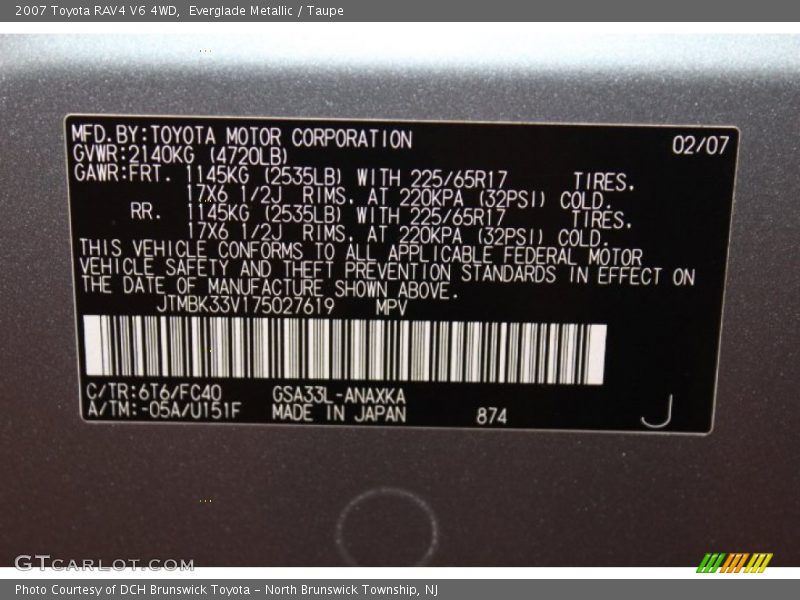 2007 Toyota RAV4 V6 4WD, Everglade Metallic / Taupe
MFD.BY:TOYOTA MOTOR CORPORATION 02/07
GVWR:2140KG (4720LB)
GAWR:FRT. 1145KG (2535LB) WITH 225/65R17 TIRES.
17X6 1/2J RIMS. AT 220KPA (32PSI) COLD.
RR. 1145KG (2535LB) WITH 225/65R17 TIRES.
17X6 1/2J RIMS. AT 220KPA (32PSI) COLD.
THIS VEHICLE CONFORMS TO ALL APPLICABLE FEDERAL MOTOR
VEHICLE SAFETY AND THEFT PREVENTION STANDARDS IN EFFECT ON
THE DATE OF MANUFACTURE SHOWN ABOVE.
JTMBK33V175027619 MPV
C/TR:6T6/FC40 GSA33L-ANAXKA
A/TM:-05A/U151F MADE IN JAPAN 874 J
GTCARLOT.COM
Photo Courtesy of DCH Brunswick Toyota – North Brunswick Township, NJ